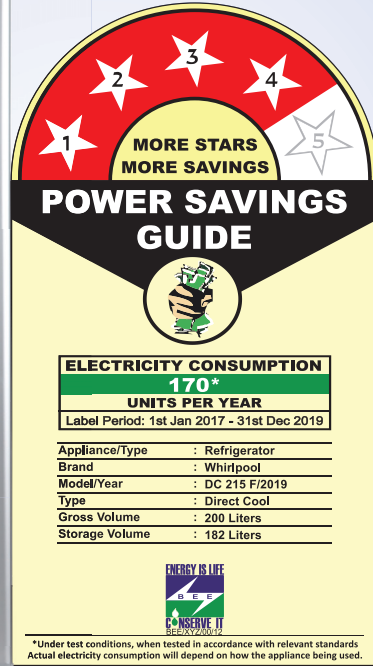 1
2
3
4
5
MORE STARS
MORE SAVINGS
POWER SAVINGS
GUIDE
ELECTRICITY CONSUMPTION
170*
UNITS PER YEAR
Label Period: 1st Jan 2017 - 31st Dec 2019
Appliance/Type : Refrigerator
Brand : Whirlpool
Model/Year : DC 215 F/2019
Type : Direct Cool
Gross Volume : 200 Liters
Storage Volume : 182 Liters
ENERGY IS LIFE
BEE
CONSERVE IT
BEE/XYZ/00/12
*Under test conditions, when tested in accordance with relevant standards
Actual electricity consumption will depend on how the appliance being used.